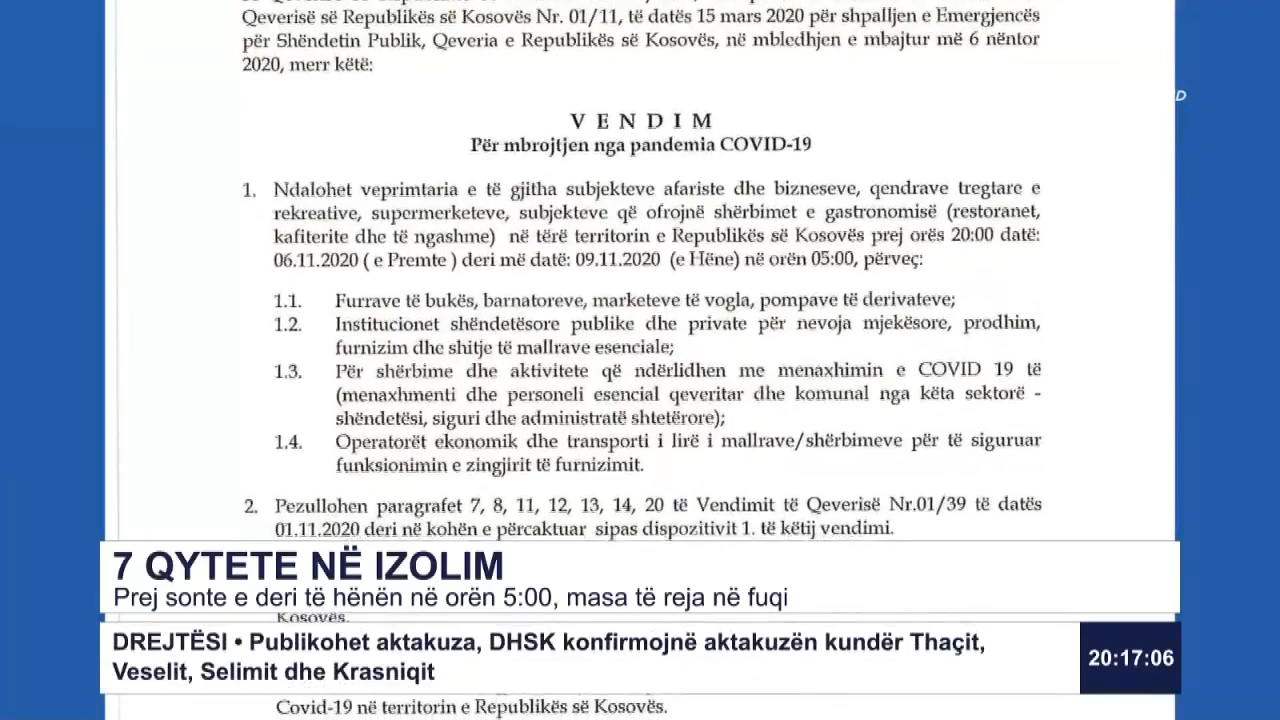 Qeverisë së Republikës së Kosovës Nr. 01/11, të datës 15 mars 2020 për shpalljen e Emergjencës
për Shëndetin Publik, Qeveria e Republikës së Kosovës, në mbledhjen e mbajtur më 6 nëntor
2020, merr këtë:
V E N D I M
Për mbrojtjen nga pandemia COVID-19
1. Ndalohet veprimtaria e të gjitha subjekteve afariste dhe bizneseve, qendrave tregtare e
rekreative, supermerketeve, subjekteve që ofrojnë shërbimet e gastronomisë (restoranet,
kafiterite dhe të ngashme) në tërë territorin e Republikës së Kosovës prej orës 20:00 datë:
06.11.2020 ( e Premte ) deri më datë: 09.11.2020 (e Hëne) në orën 05:00, përveç:
1.1. Furrave të bukës, barnatoreve, marketeve të vogla, pompave të derivateve;
1.2. Institucionet shëndetësore publike dhe private për nevoja mjekësore, prodhim,
furnizim dhe shitje të mallrave esenciale;
1.3. Për shërbime dhe aktivitete që ndërlidhen me menaxhimin e COVID 19 të
(menaxhmenti dhe personeli esencial qeveritar dhe komunal nga këta sektorë -
shëndetësi, siguri dhe administratë shtetërore);
1.4. Operatorët ekonomik dhe transporti i lirë i mallrave/shërbimeve për të siguruar
funksionimin e zingjirit të furnizimit.
2. Pezullohen paragrafet 7, 8, 11, 12, 13, 14, 20 të Vendimit të Qeverisë Nr.01/39 të datës
01.11.2020 deri në kohën e përcaktuar sipas dispozitivit 1. të këtij vendimi.
7 QYTETE NË IZOLIM
Prej sonte e deri të hënën në orën 5:00, masa të reja në fuqi
Kosovës.
DREJTËSI • Publikohet aktakuza, DHSK konfirmojnë aktakuzën kundër Thaçit,
Veselit, Selimit dhe Krasniqit
20:17:06
Covid-19 në territorin e Republikës së Kosovës.